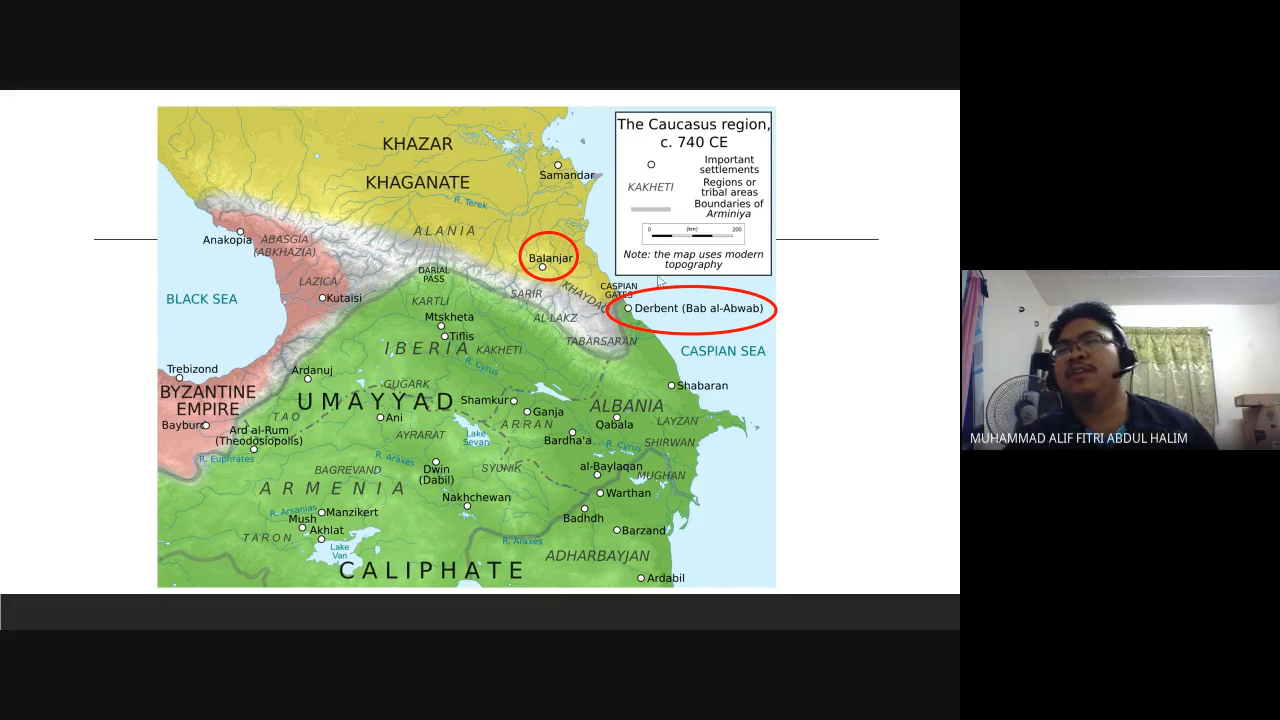 The Caucasus region,
c. 740 CE
Important
settlements
KAKHETI
Regions or
tribal areas
Boundaries of
Arminiya
0 (km) 200
Note: the map uses modern
topography
KHAZAR
KHAGANATE
Samandar
R. Terek
ALANIA
Anakopia
ABASGIA
(ABKHAZIA)
Balanjar
DARIAL
PASS
LAZICA
SARIR
KHAYDAQ
CASPIAN
GATES
BLACK SEA
Kutaisi
KARTLI
Derbent (Bab al-Abwab)
AL-LAKZ
Mtskheta
Tiflis
TABARSARAN
IBERIA
KAKHETI
CASPIAN SEA
Trebizond
Ardanuj
R. Cyrus
GUGARK
Shabaran
BYZANTINE
EMPIRE
UMAYYAD
Shamkur
ALBANIA
TAO
Ani
Ganja
Qabala
LAYZAN
Bayburt
ARRAN
Ard al-Rum
(Theodosiopolis)
AYRARAT
Lake
Sevan
Bardha'a
R. Cyrus
SHIRWAN
R. Euphrates
R. Araxes
BAGREVAND
Dwin
(Dabil)
SYUNIK
al-Baylaqan
MUGHAN
ARMENIA
Nakhchewan
Warthan
R. Arsanias
Manzikert
Mush
Akhlat
Badhdh
Barzand
TARON
Lake
Van
R. Araxes
ADHARBAYJAN
CALIPHATE
Ardabil
MUHAMMAD ALIF FITRI ABDUL HALIM